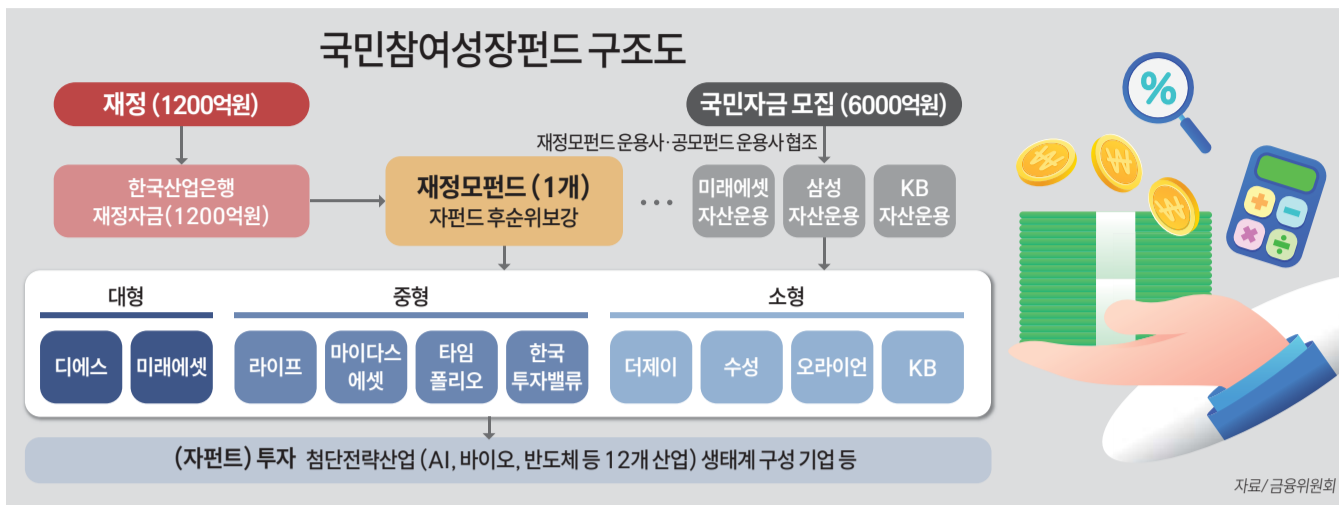 국민참여성장펀드 구조도
재정 (1200억원)
국민자금 모집 (6000억원)
재정모펀드 운용사·공모펀드 운용사 협조
한국산업은행
재정자금(1200억원)
재정모펀드 (1개)
자펀드 후순위보강
···
미래에셋
자산운용
삼성
자산운용
KB
자산운용
대형
중형
소형
디에스
미래에셋
라이프
마이다스
에셋
타임
폴리오
한국
투자밸류
더제이
수성
오라이언
KB
(자펀트) 투자 첨단전략산업 (AI, 바이오, 반도체 등 12개 산업) 생태계 구성 기업 등
%
자료/금융위원회